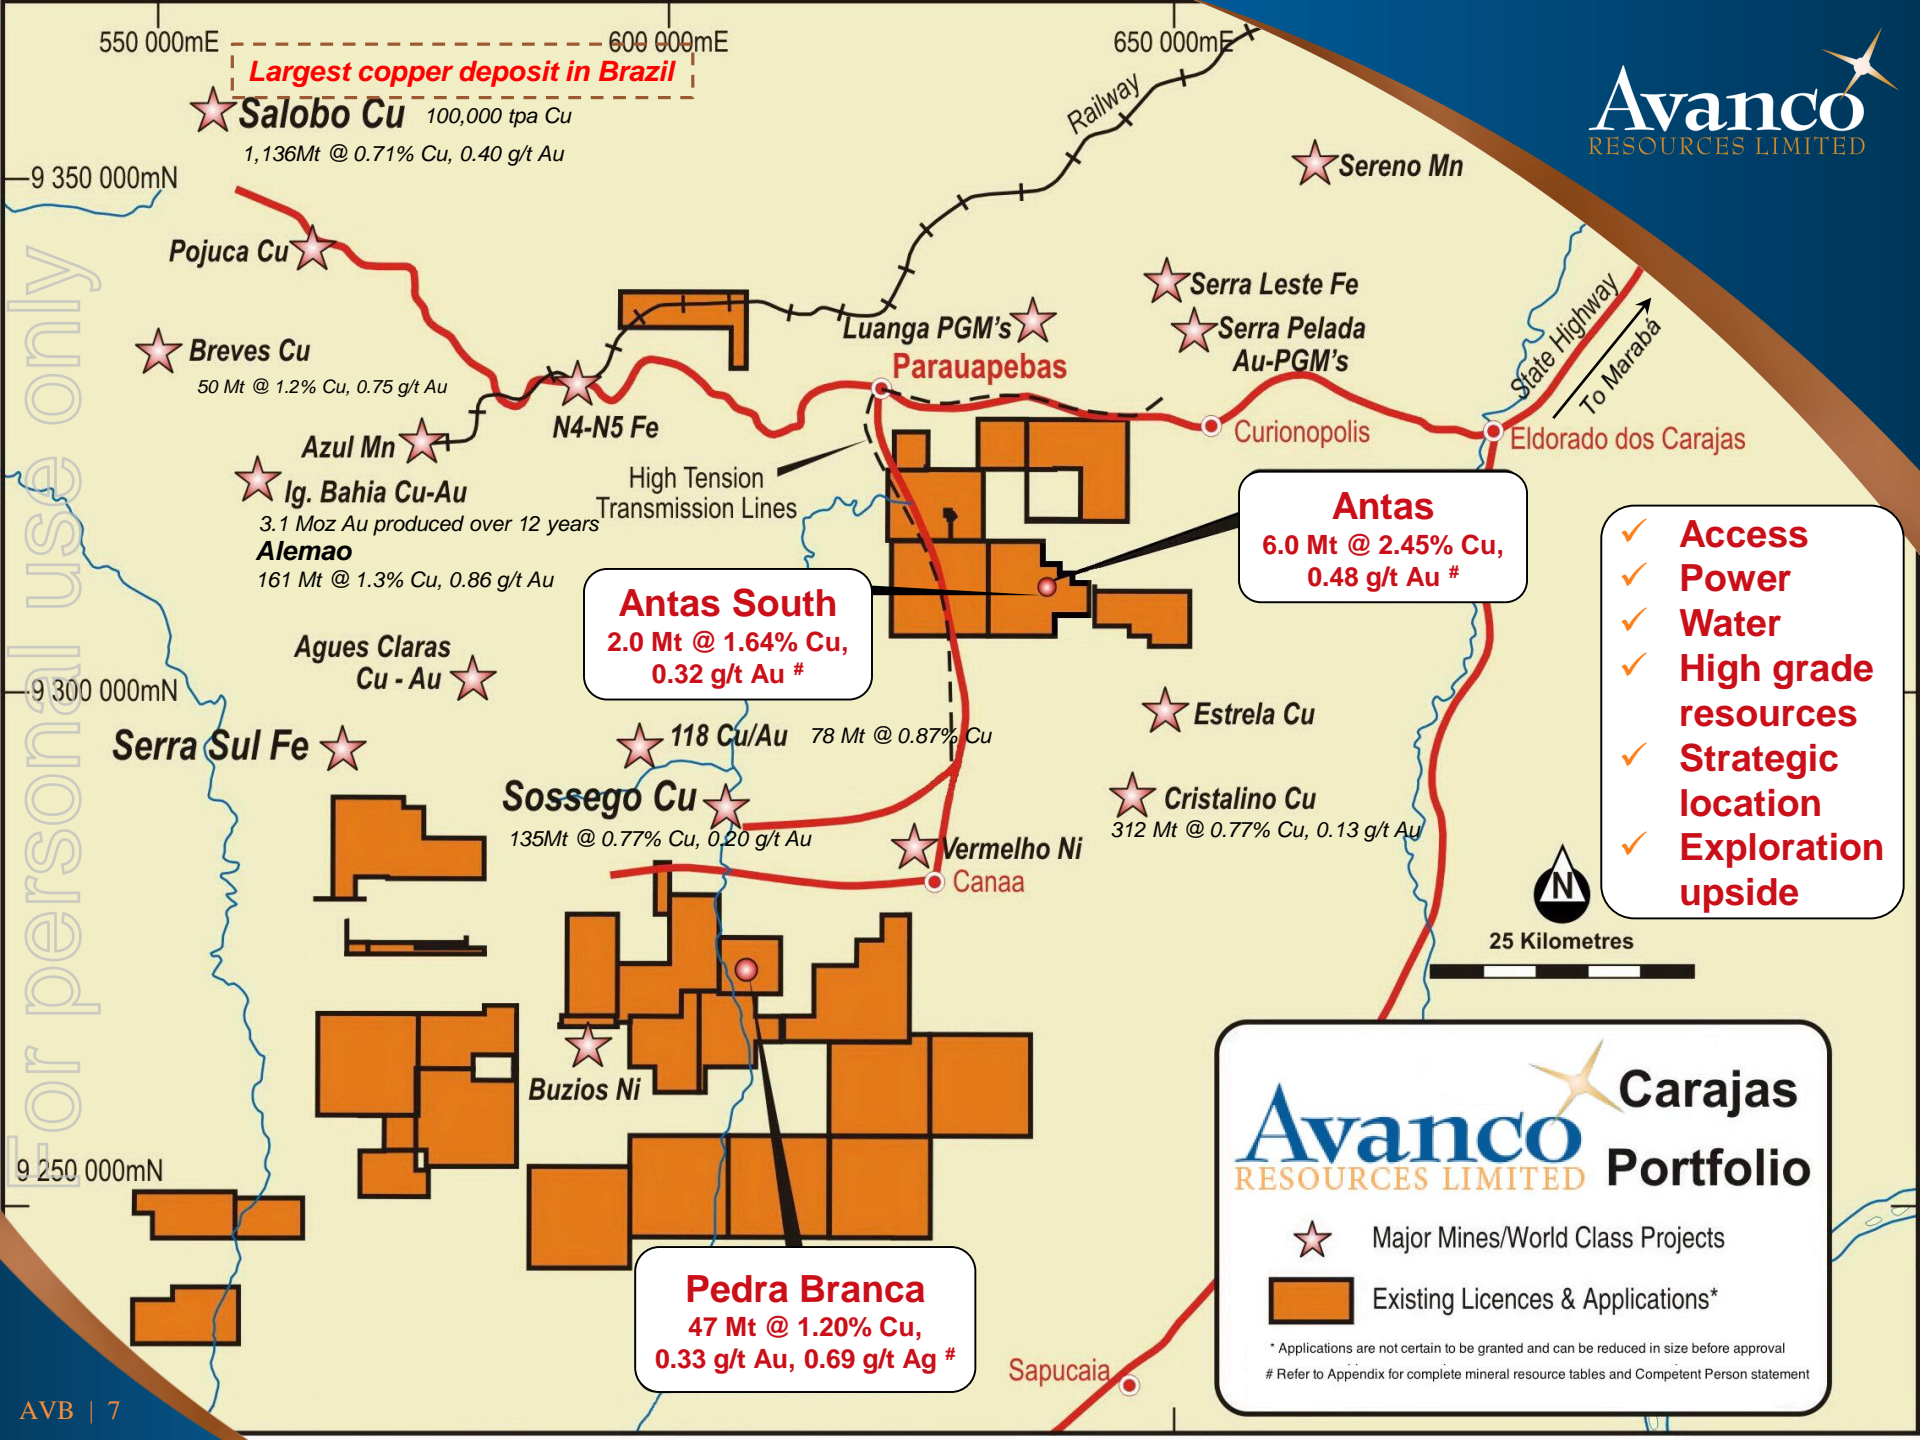 550 000mE
600 000mE
650 000mE
Largest copper deposit in Brazil
Salobo Cu 100,000 tpa Cu
1,136Mt @ 0.71% Cu, 0.40 g/t Au
Avanco
RESOURCES LIMITED
Railway
Sereno Mn
9 350 000mN
Pojuca Cu
Serra Leste Fe
Luanga PGM's
Serra Pelada
Au-PGM's
State Highway
To Marabá
Breves Cu
50 Mt @ 1.2% Cu, 0.75 g/t Au
Parauapebas
N4-N5 Fe
Curionopolis
Eldorado dos Carajas
Azul Mn
High Tension
Transmission Lines
Ig. Bahia Cu-Au
3.1 Moz Au produced over 12 years
Alemao
161 Mt @ 1.3% Cu, 0.86 g/t Au
Antas
6.0 Mt @ 2.45% Cu,
0.48 g/t Au #
Antas South
2.0 Mt @ 1.64% Cu,
0.32 g/t Au #
✓ Access
✓ Power
✓ Water
✓ High grade
resources
✓ Strategic
location
✓ Exploration
upside
Agues Claras
Cu - Au
9 300 000mN
Serra Sul Fe
118 Cu/Au 78 Mt @ 0.87% Cu
Estrela Cu
Sossego Cu
135Mt @ 0.77% Cu, 0.20 g/t Au
Cristalino Cu
312 Mt @ 0.77% Cu, 0.13 g/t Au
Vermelho Ni
Canaa
N
25 Kilometres
Buzios Ni
9 250 000mN
Pedra Branca
47 Mt @ 1.20% Cu,
0.33 g/t Au, 0.69 g/t Ag #
Sapucaia
Avanco
RESOURCES LIMITED
Carajas
Portfolio
Major Mines/World Class Projects
Existing Licences & Applications*
* Applications are not certain to be granted and can be reduced in size before approval
# Refer to Appendix for complete mineral resource tables and Competent Person statement
For personal use only
AVB | 7